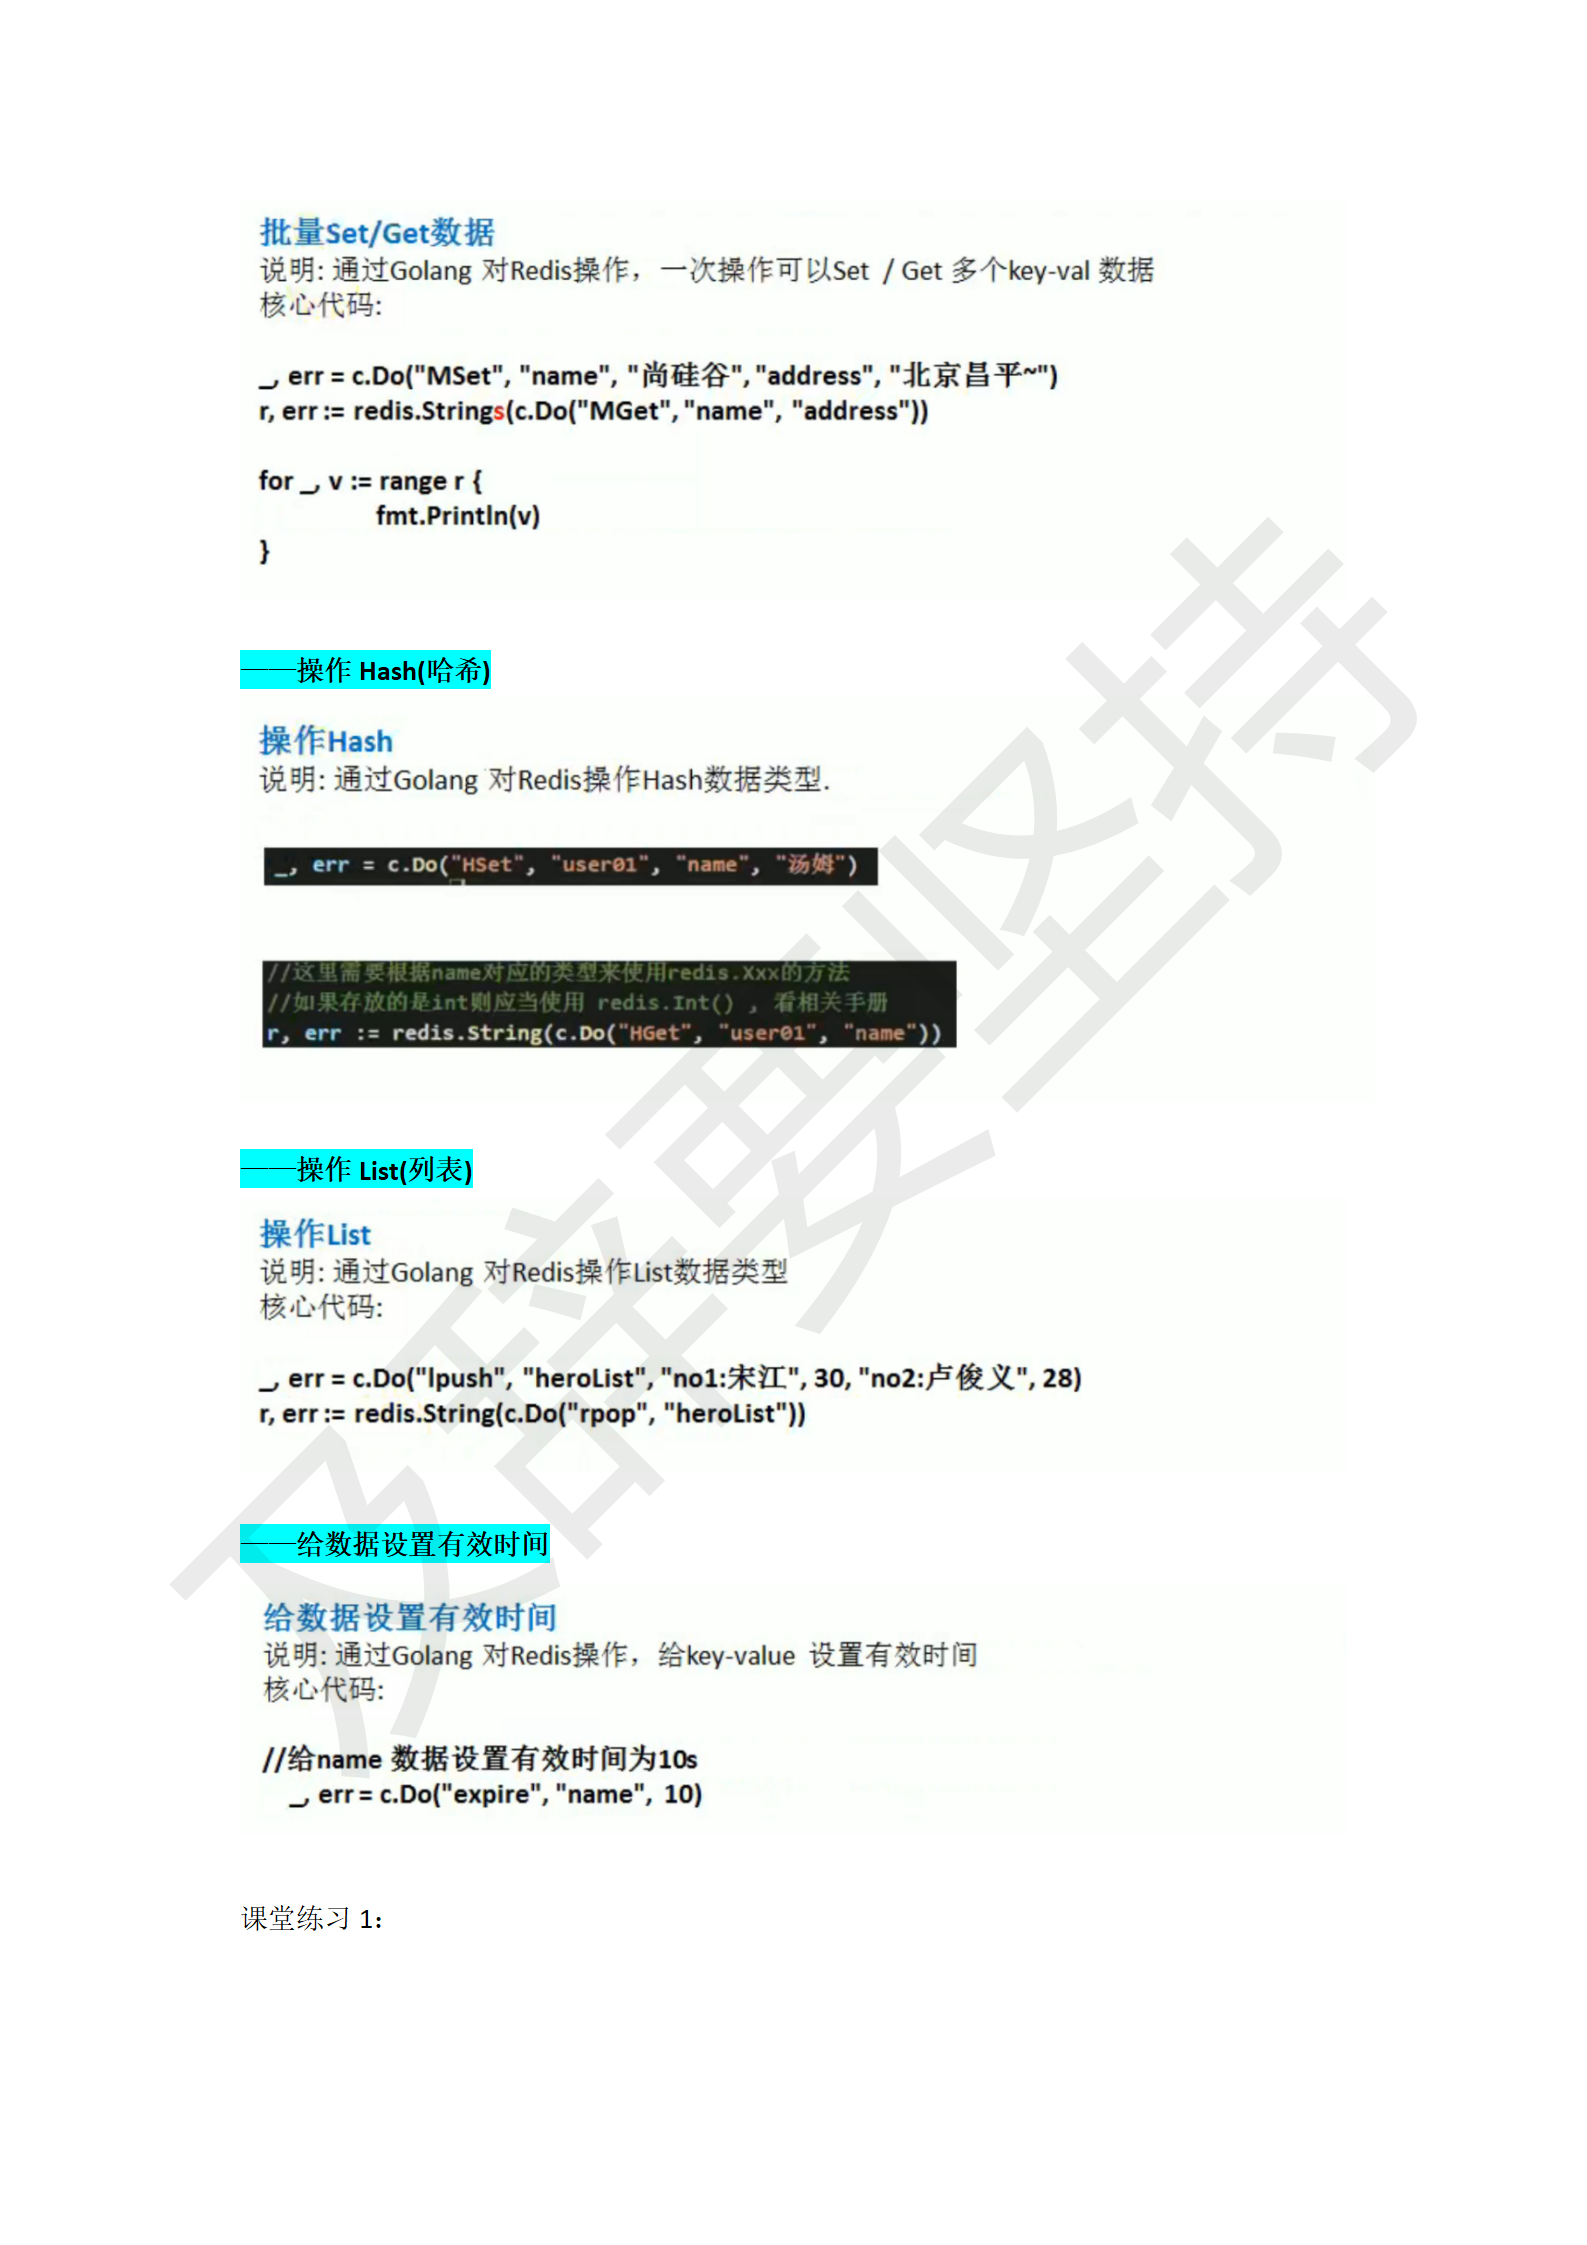 批量Set/Get数据
说明: 通过Golang 对Redis操作，一次操作可以Set / Get 多个key-val 数据
核心代码:
_, err = c.Do("MSet", "name", "尚硅谷", "address", "北京昌平~")
r, err := redis.Strings(c.Do("MGet", "name", "address"))
for _, v := range r {
fmt.Println(v)
}
——操作 Hash(哈希)
操作Hash
说明: 通过Golang 对Redis操作Hash数据类型.
_, err = c.Do("HSet", "user01", "name", "汤姆")
//这里需要根据name对应的类型来使用redis.Xxx的方法
//如果存放的是int则应当使用 redis.Int() , 看相关手册
r, err := redis.String(c.Do("HGet", "user01", "name"))
——操作 List(列表)
操作List
说明: 通过Golang 对Redis操作List数据类型
核心代码:
_, err = c.Do("lpush", "heroList", "no1:宋江", 30, "no2:卢俊义", 28)
r, err := redis.String(c.Do("rpop", "heroList"))
——给数据设置有效时间
给数据设置有效时间
说明: 通过Golang 对Redis操作，给key-value 设置有效时间
核心代码:
//给name 数据设置有效时间为10s
_, err = c.Do("expire", "name", 10)
课堂练习 1：
及辞要坚持